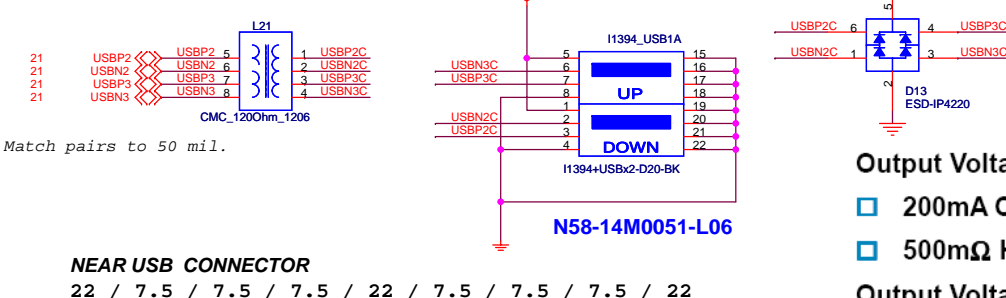 L21
21 USBP2 USBP2 5 1 USBP2C
21 USBN2 USBN2 6 2 USBN2C
21 USBP3 USBP3 7 3 USBP3C
21 USBN3 USBN3 8 4 USBN3C
CMC_120Ohm_1206
Match pairs to 50 mil.
I1394_USB1A
5 15
USBN3C 6 16
USBP3C 7 17
8 UP 18
1 19
USBN2C 2 20
USBP2C 3 21
4 DOWN 22
I1394+USBx2-D20-BK
N58-14M0051-L06
5
USBP2C 6 4 USBP3C
USBN2C 1 3 USBN3C
2
D13
ESD-IP4220
Output Volta
200mA
500mΩ
Output Volta
NEAR USB CONNECTOR
22 / 7.5 / 7.5 / 7.5 / 22 / 7.5 / 7.5 / 7.5 / 22